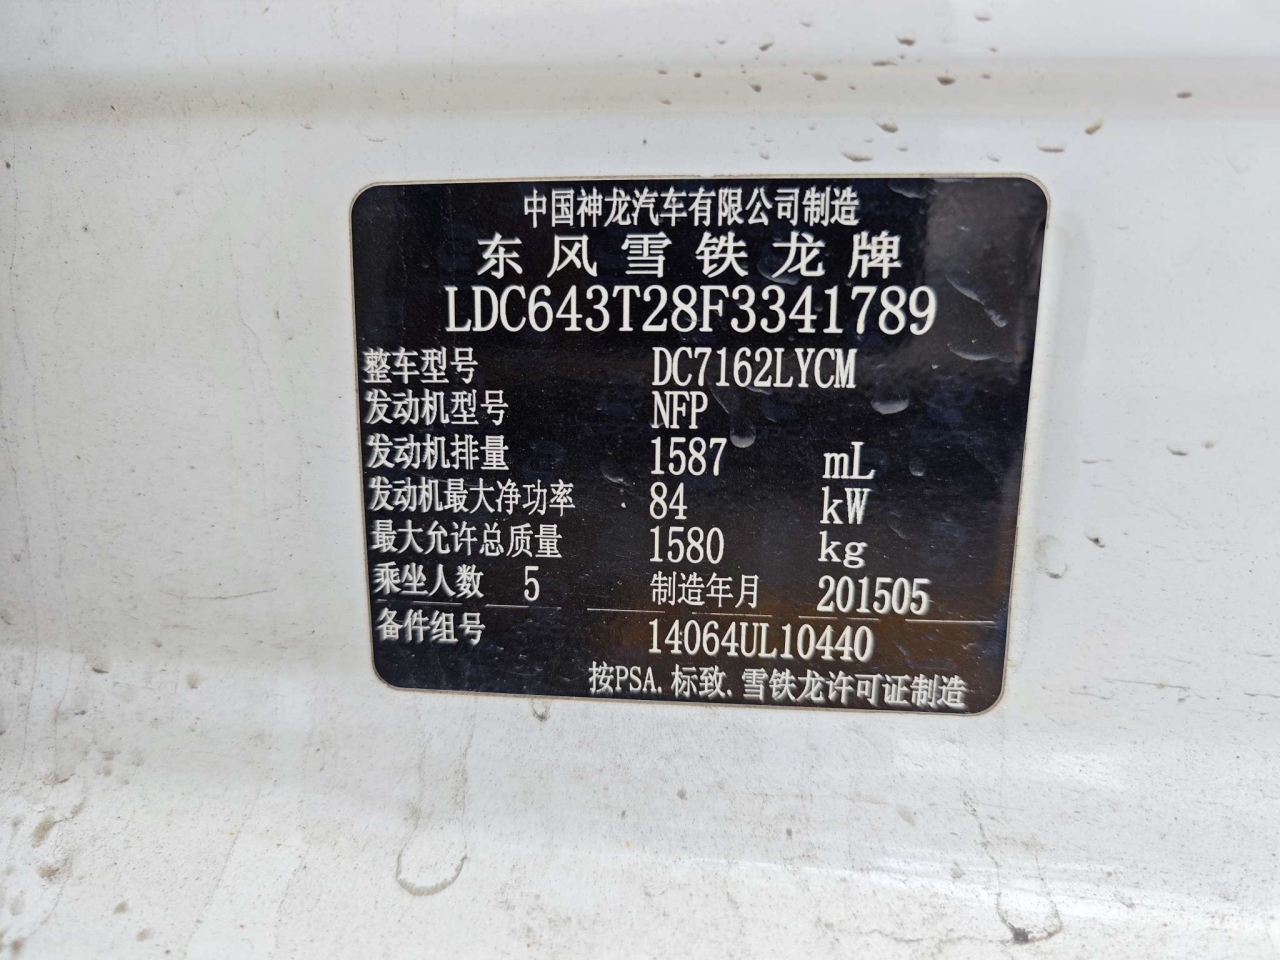 中国神龙汽车有限公司制造
东风雪铁龙牌
LDC643T28F3341789
整车型号 DC7162LYCM
发动机型号 NFP
发动机排量 1587 mL
发动机最大净功率 84 kW
最大允许总质量 1580 kg
乘坐人数 5 制造年月 201505
备件组号 14064UL10440
按PSA.标致.雪铁龙许可证制造